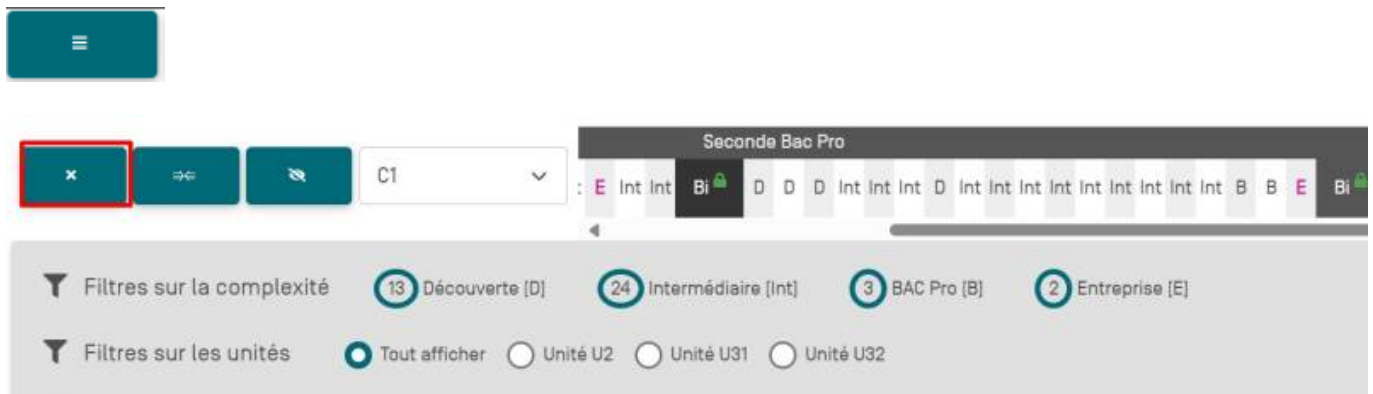 Seconde Bac Pro
C1
: E Int Int Bi D D D Int Int Int D Int Int Int Int Int Int Int Int Int B B E Bi
Filtres sur la complexité 13 Découverte [D] 24 Intermédiaire [Int] 3 BAC Pro [B] 2 Entreprise [E]
Filtres sur les unités Tout afficher Unité U2 Unité U31 Unité U32